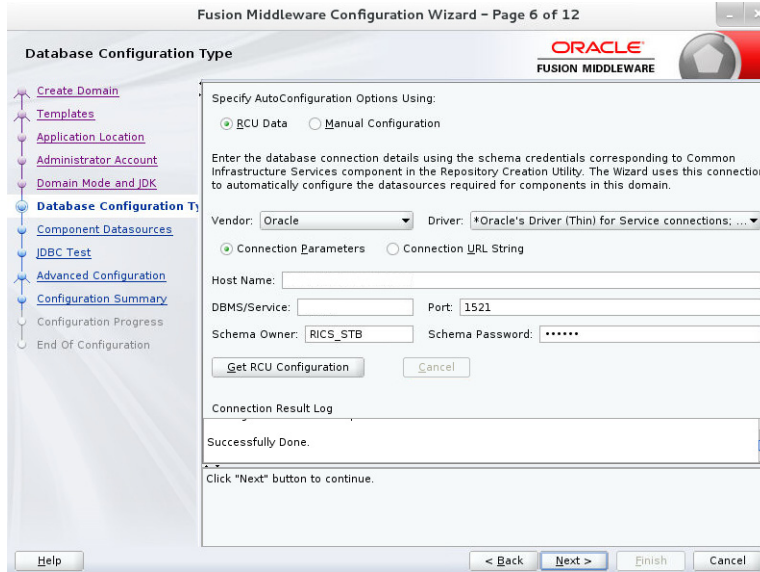 Fusion Middleware Configuration Wizard - Page 6 of 12
Database Configuration Type
ORACLE
FUSION MIDDLEWARE
Create Domain
Templates
Application Location
Administrator Account
Domain Mode and JDK
Database Configuration Ty
Component Datasources
JDBC Test
Advanced Configuration
Configuration Summary
Configuration Progress
End Of Configuration
Specify AutoConfiguration Options Using:
RCU Data Manual Configuration
Enter the database connection details using the schema credentials corresponding to Common
Infrastructure Services component in the Repository Creation Utility. The Wizard uses this connection
to automatically configure the datasources required for components in this domain.
Vendor: Oracle Driver: *Oracle's Driver (Thin) for Service connections; ...
Connection Parameters Connection URL String
Host Name:
DBMS/Service: Port: 1521
Schema Owner: RICS_STB Schema Password: ••••••
Get RCU Configuration Cancel
Connection Result Log
Successfully Done.
Click "Next" button to continue.
Help < Back Next > Finish Cancel